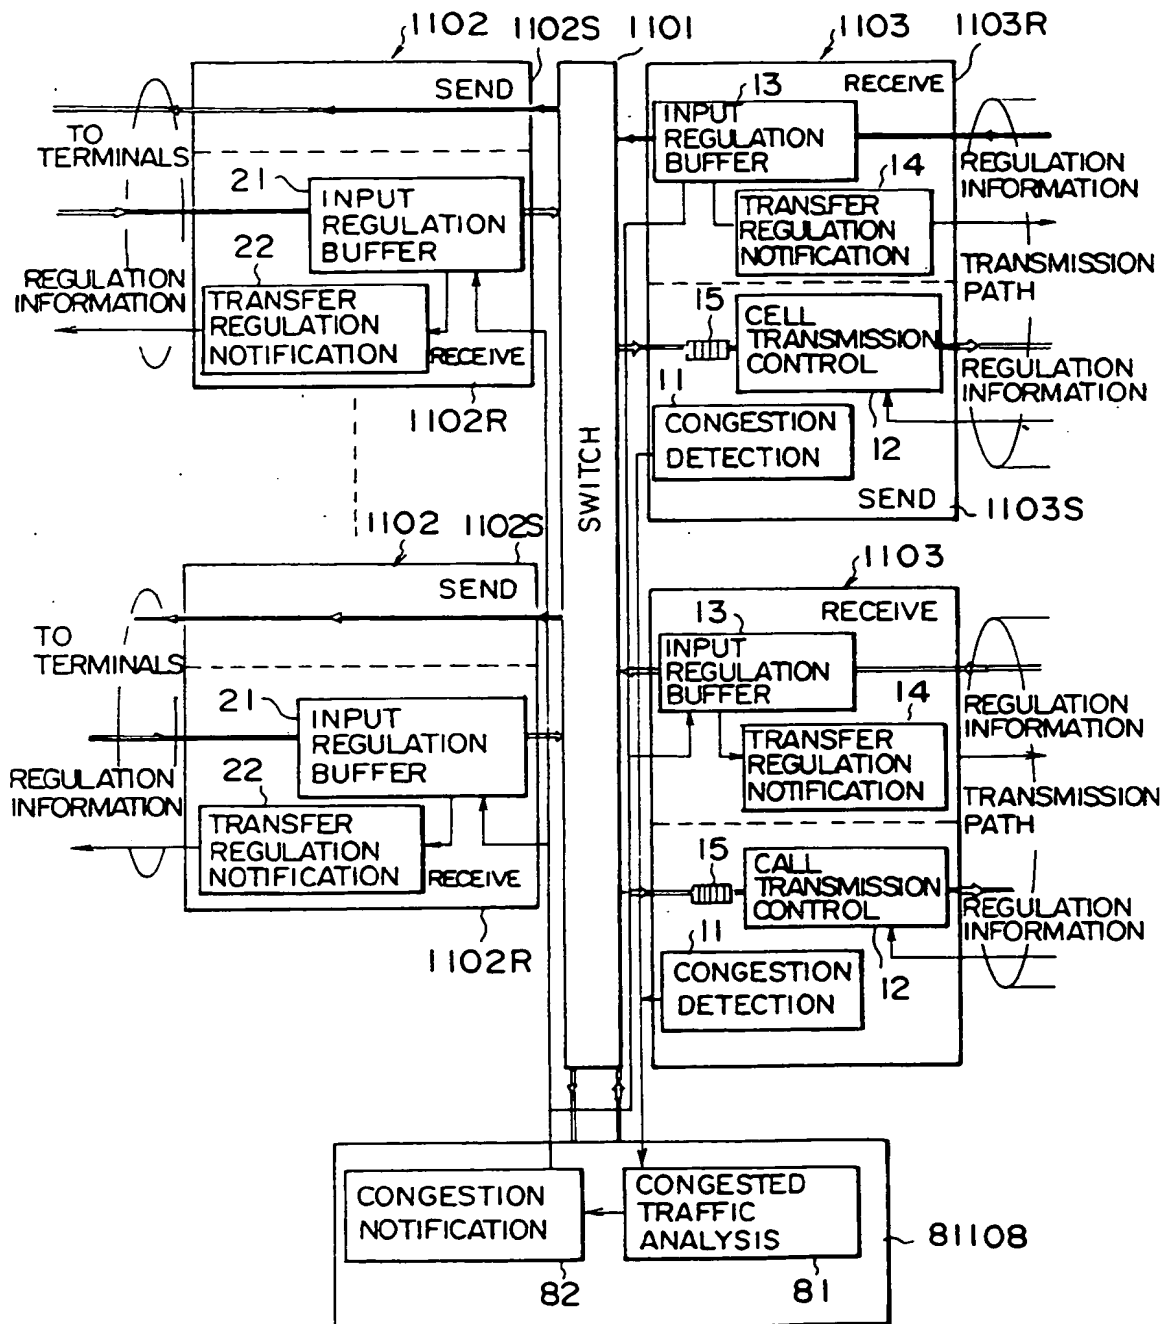 1102
1102S
1101
1103
1103R
SEND
RECEIVE
13
INPUT
REGULATION
BUFFER
TO
TERMINALS
REGULATION
INFORMATION
21
INPUT
REGULATION
BUFFER
14
TRANSFER
REGULATION
NOTIFICATION
22
REGULATION
INFORMATION
TRANSFER
REGULATION
NOTIFICATION
RECEIVE
1102R
TRANSMISSION
PATH
15
CELL
TRANSMISSION
CONTROL
REGULATION
INFORMATION
11
CONGESTION
DETECTION
12
SEND
1103S
SWITCH
1102
1102S
SEND
1103
RECEIVE
13
INPUT
REGULATION
BUFFER
TO
TERMINALS
REGULATION
INFORMATION
21
INPUT
REGULATION
BUFFER
14
TRANSFER
REGULATION
NOTIFICATION
22
REGULATION
INFORMATION
TRANSFER
REGULATION
NOTIFICATION
RECEIVE
1102R
TRANSMISSION
PATH
15
CALL
TRANSMISSION
CONTROL
REGULATION
INFORMATION
11
CONGESTION
DETECTION
12
CONGESTION
NOTIFICATION
82
CONGESTED
TRAFFIC
ANALYSIS
81
81108